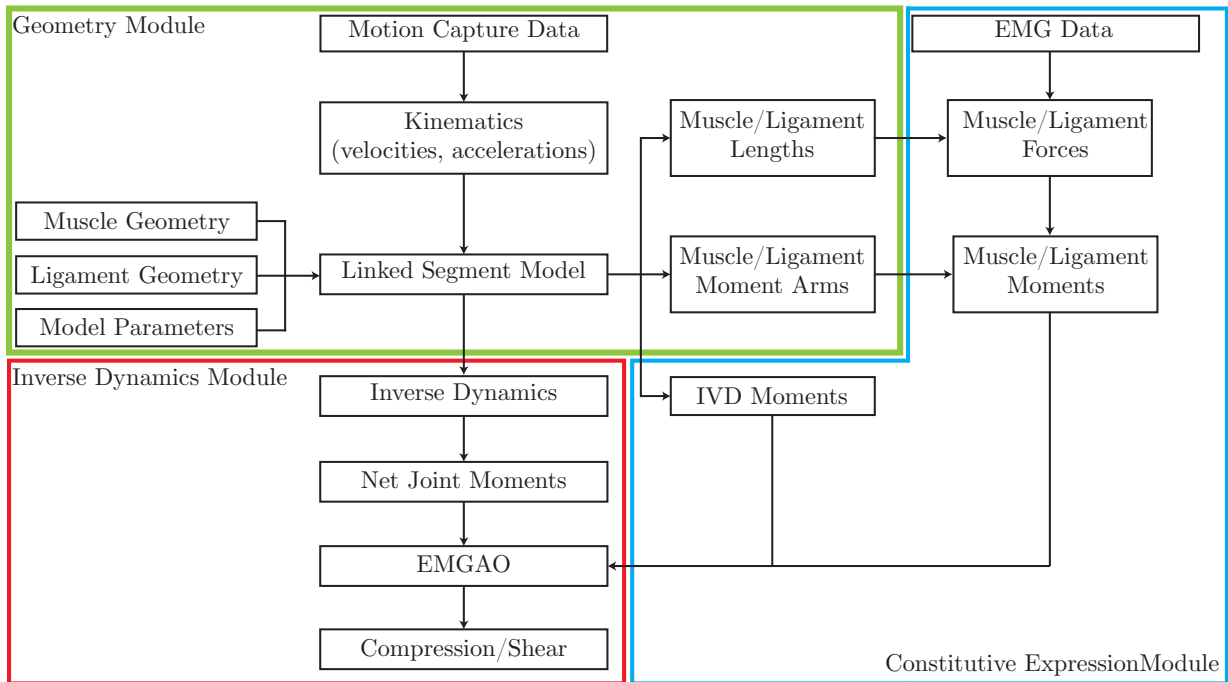 Geometry Module
Motion Capture Data
EMG Data
Kinematics
(velocities, accelerations)
Muscle/Ligament
Lengths
Muscle/Ligament
Forces
Muscle Geometry
Ligament Geometry
Model Parameters
Linked Segment Model
Muscle/Ligament
Moment Arms
Muscle/Ligament
Moments
Inverse Dynamics Module
Inverse Dynamics
IVD Moments
Net Joint Moments
EMGAO
Compression/Shear
Constitutive ExpressionModule